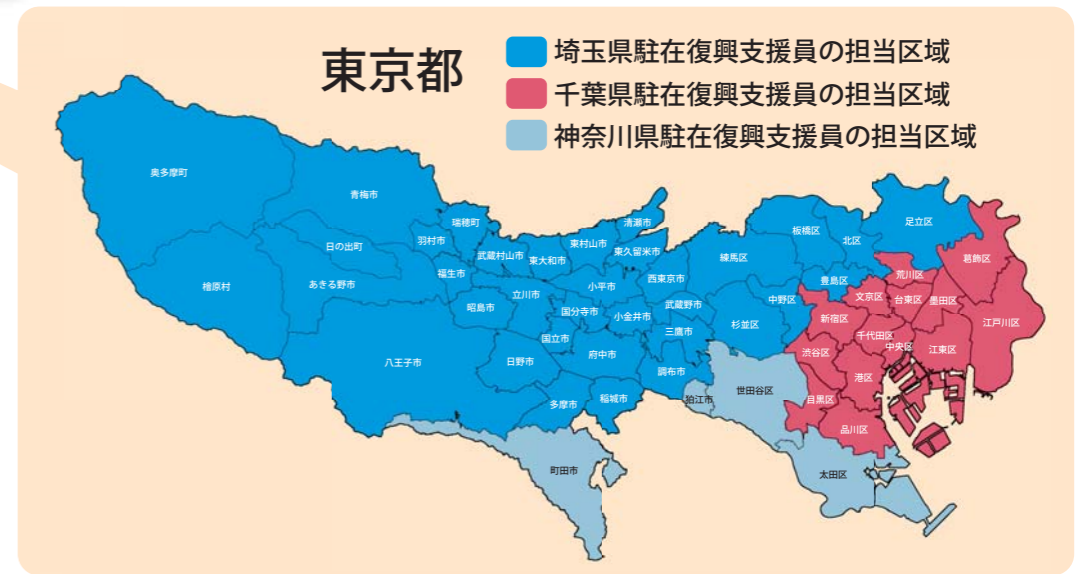 東京都
埼玉県駐在復興支援員の担当区域
千葉県駐在復興支援員の担当区域
神奈川県駐在復興支援員の担当区域
奥多摩町
青梅市
瑞穂町
清瀬市
足立区
板橋区
北区
羽村市
日の出町
武蔵村山市
東大和市
東村山市
東久留米市
練馬区
葛飾区
檜原村
あきる野市
福生市
立川市
小平市
西東京市
豊島区
荒川区
昭島市
国分寺市
小金井市
武蔵野市
中野区
文京区
台東区
墨田区
杉並区
新宿区
江戸川区
国立市
三鷹市
千代田区
中央区
江東区
八王子市
日野市
府中市
調布市
渋谷区
港区
多摩市
稲城市
狛江市
世田谷区
目黒区
品川区
町田市
太田区